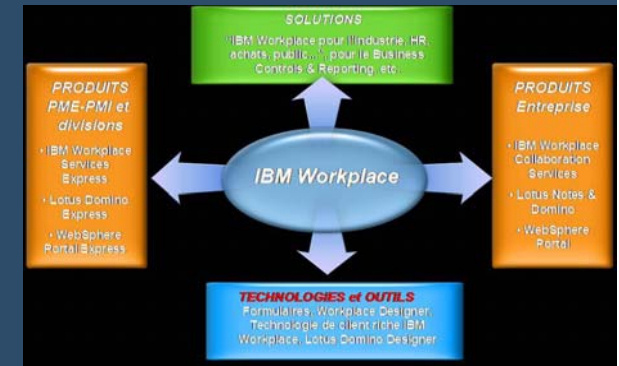 SOLUTIONS
"IBM Workplace pour l'industrie, HR,
achats, public...", pour le Business
Controls & Reporting, etc.
PRODUITS
PME-PMI et
divisions
• IBM Workplace
Services
Express
• Lotus Domino
Express
• WebSphere
Portal Express
IBM Workplace
PRODUITS
Entreprise
• IBM Workplace
Collaboration
Services
• Lotus Notes &
Domino
• WebSphere
Portal
TECHNOLOGIES et OUTILS
Formulaires, Workplace Designer,
Technologie de client riche IBM
Workplace, Lotus Domino Designer